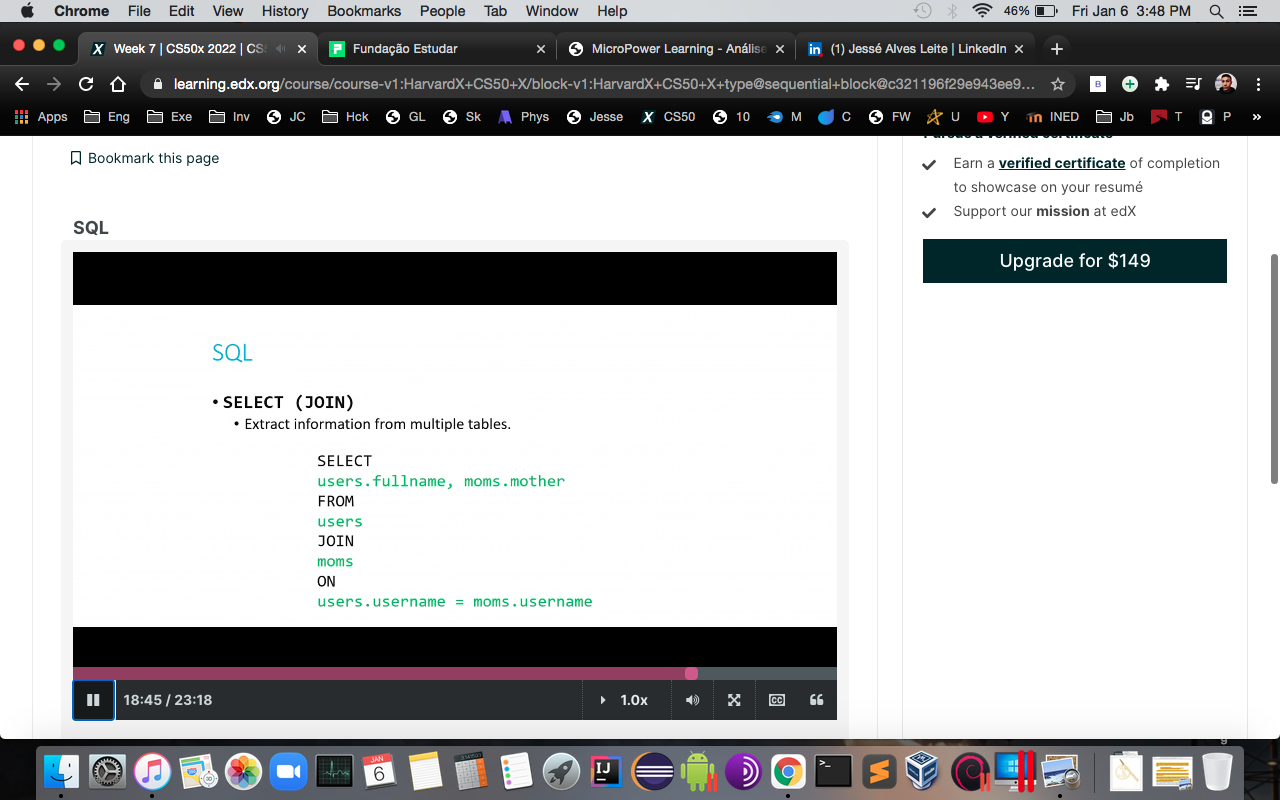 Chrome File Edit View History Bookmarks People Tab Window Help 46% Fri Jan 6 3:48 PM
X Week 7 | CS50x 2022 | CS Fundação Estudar MicroPower Learning - Análise (1) Jessé Alves Leite | LinkedIn
learning.edx.org/course/course-v1:HarvardX+CS50+X/block-v1:HarvardX+CS50+X+type@sequential+block@c321196f29e943ee9...
Apps Eng Exe Inv JC Hck GL Sk Phys Jesse X CS50 10 M C FW U Y INED Jb T P »
Bookmark this page
Earn a verified certificate of completion
to showcase on your resumé
Support our mission at edX
Upgrade for $149
SQL
SQL
• SELECT (JOIN)
• Extract information from multiple tables.
SELECT
users.fullname, moms.mother
FROM
users
JOIN
moms
ON
users.username = moms.username
18:45 / 23:18 1.0x CC
JAN
6
IJ